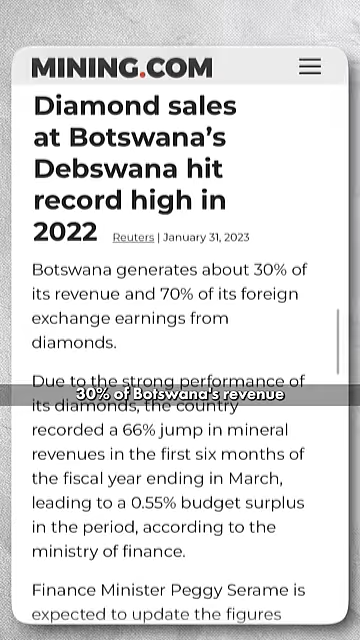 MINING.COM
Diamond sales
at Botswana's
Debswana hit
record high in
2022 Reuters | January 31, 2023
Botswana generates about 30% of
its revenue and 70% of its foreign
exchange earnings from
diamonds.
Due to the strong performance of
30% of Botswana's revenue
its diamonds, the country
recorded a 66% jump in mineral
revenues in the first six months of
the fiscal year ending in March,
leading to a 0.55% budget surplus
in the period, according to the
ministry of finance.
Finance Minister Peggy Serame is
expected to update the figures